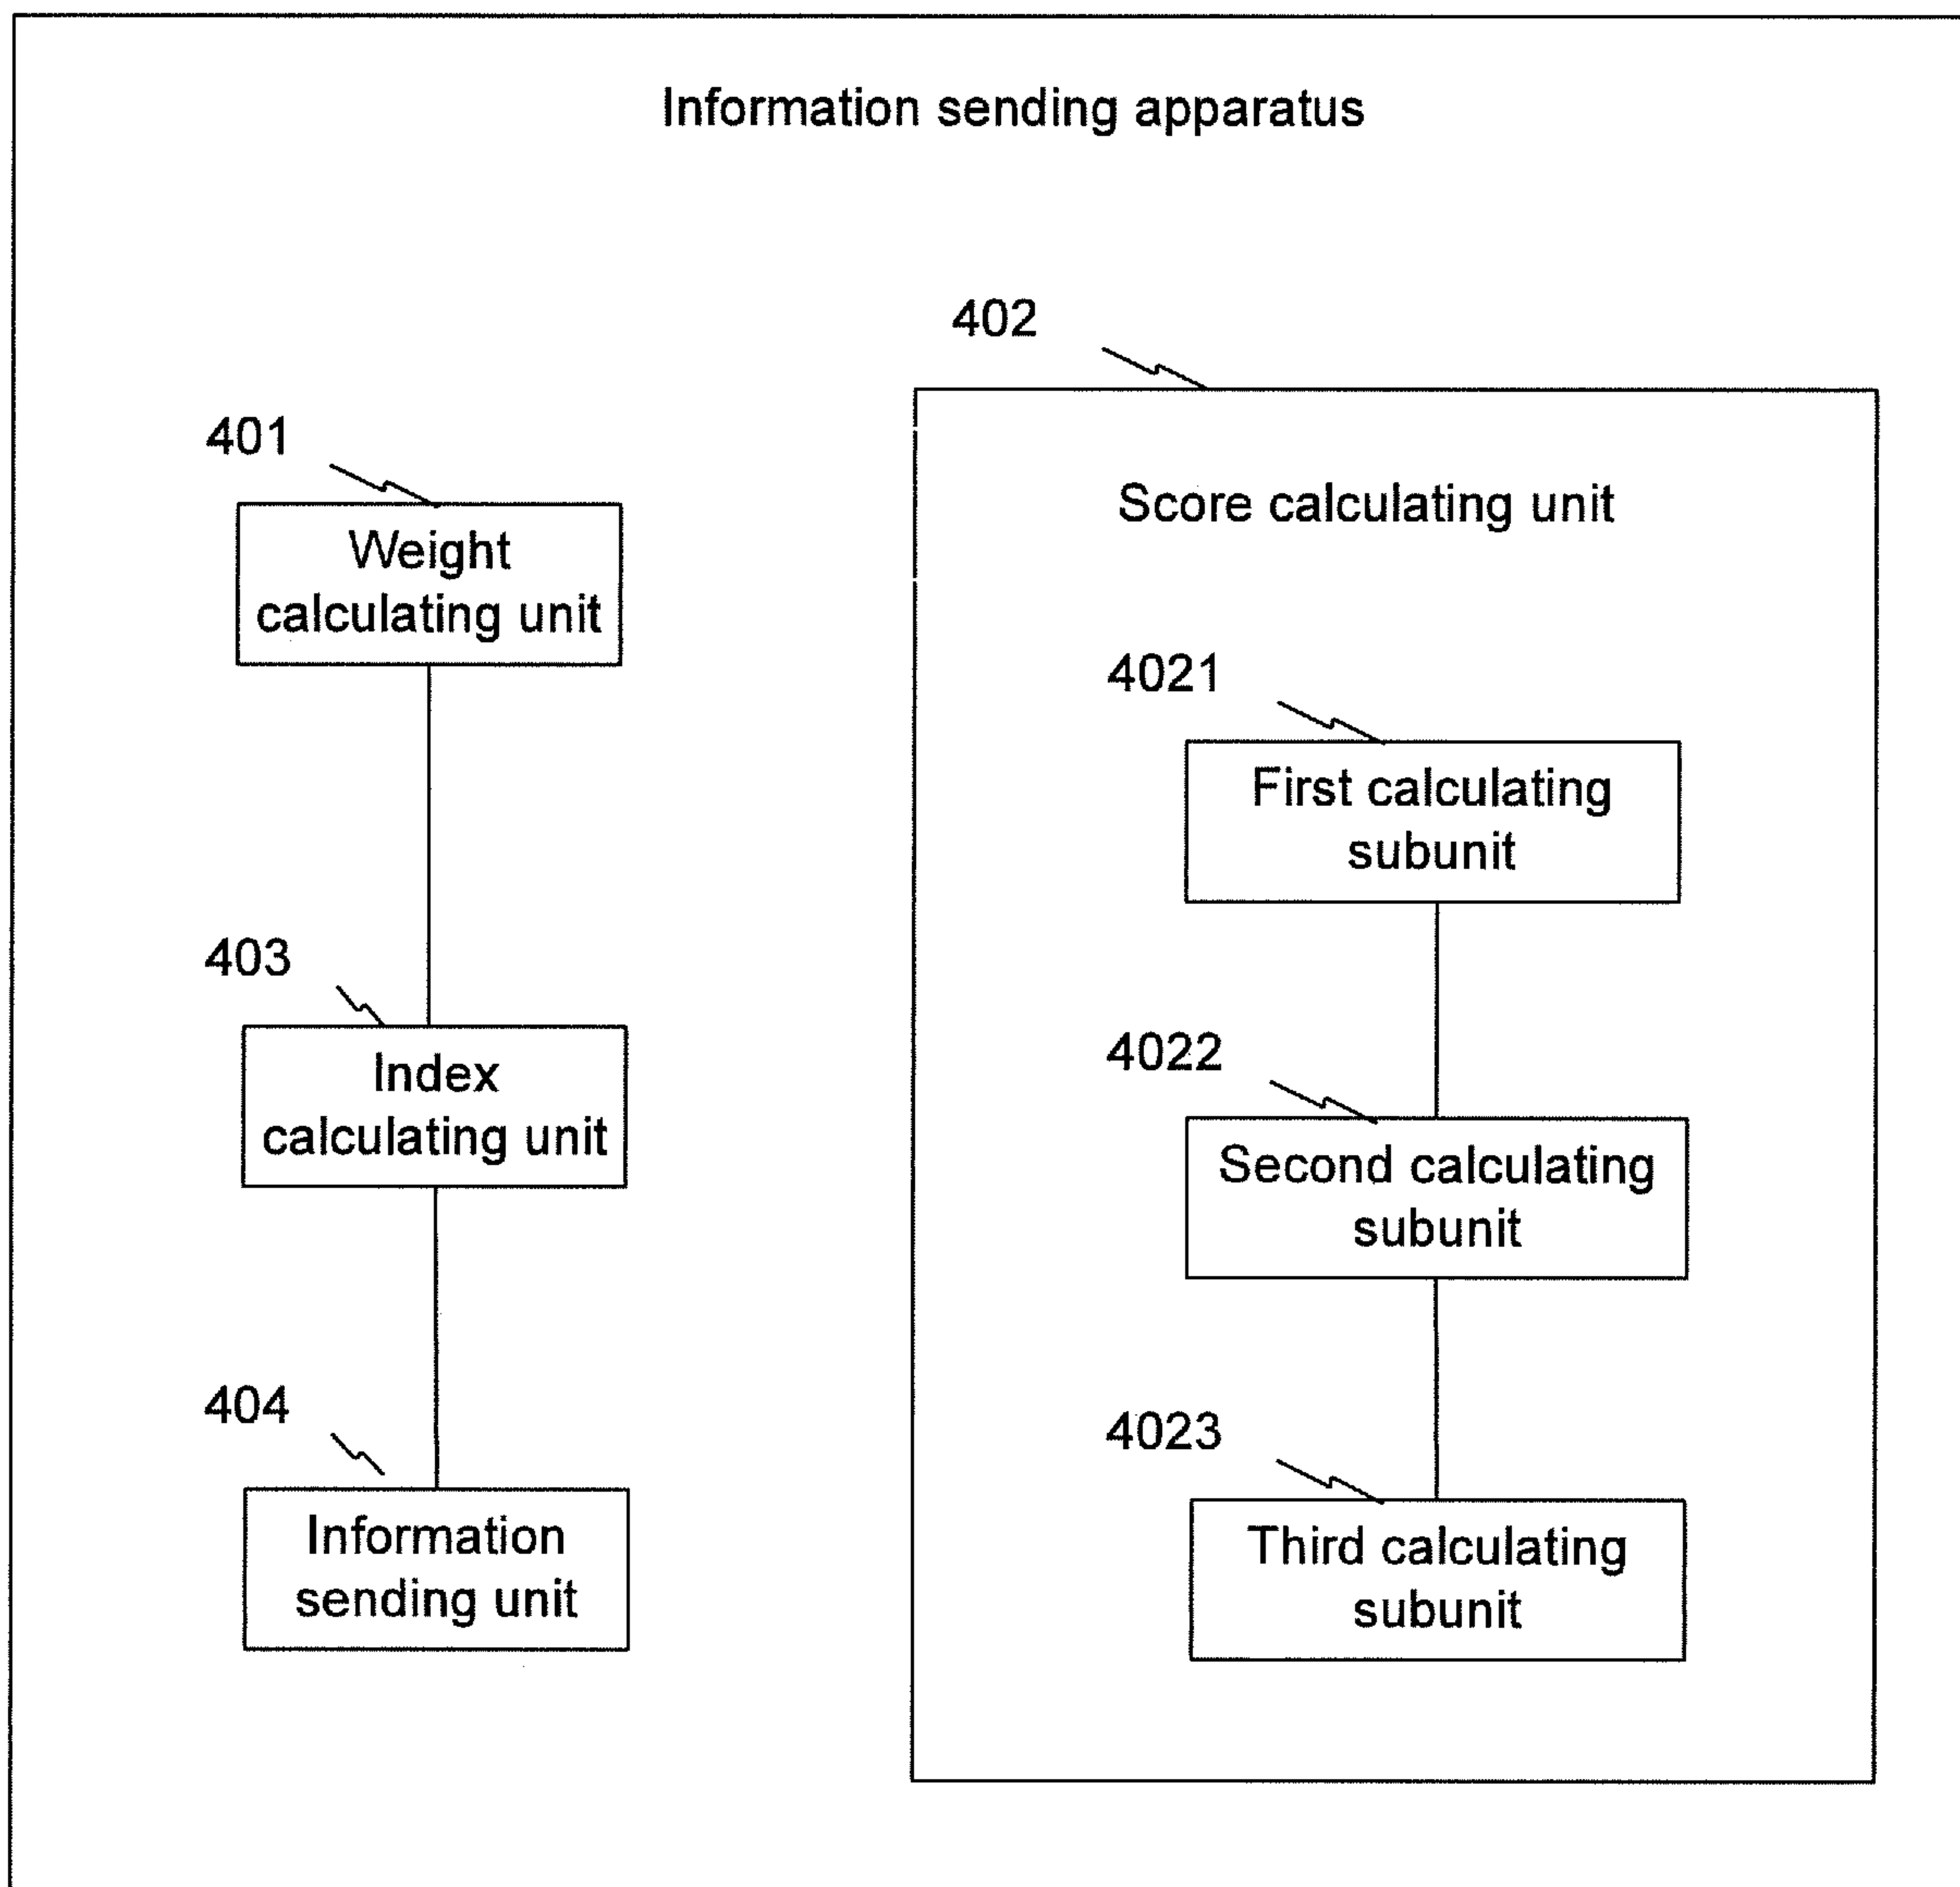 Information sending apparatus
402
401
Score calculating unit
Weight
calculating unit
4021
First calculating
subunit
403
4022
Index
calculating unit
Second calculating
subunit
404
4023
Information
sending unit
Third calculating
subunit